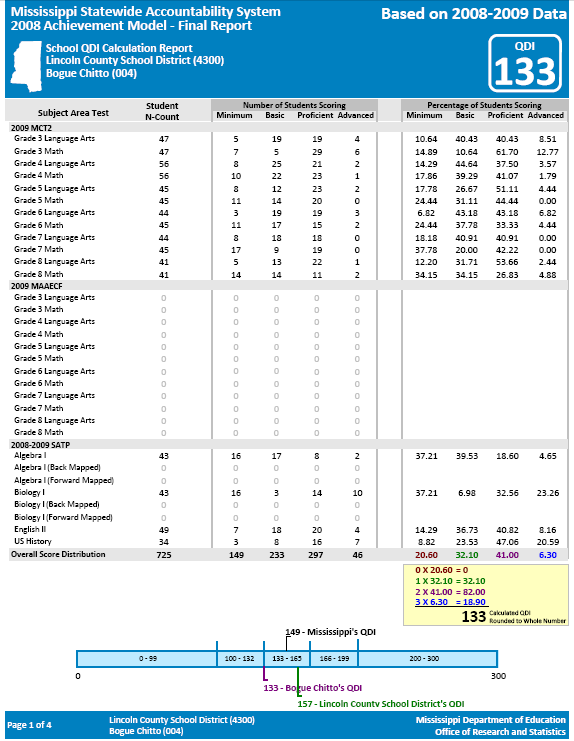 Mississippi Statewide Accountability System
2008 Achievement Model - Final Report
Based on 2008-2009 Data
School QDI Calculation Report
Lincoln County School District (4300)
Bogue Chitto (004)
QDI
133
Student Number of Students Scoring Percentage of Students Scoring
Subject Area Test N-Count Minimum Basic Proficient Advanced Minimum Basic Proficient Advanced
2009 MCT2
Grade 3 Language Arts 47 5 19 19 4 10.64 40.43 40.43 8.51
Grade 3 Math 47 7 5 29 6 14.89 10.64 61.70 12.77
Grade 4 Language Arts 56 8 25 21 2 14.29 44.64 37.50 3.57
Grade 4 Math 56 10 22 23 1 17.86 39.29 41.07 1.79
Grade 5 Language Arts 45 8 12 23 2 17.78 26.67 51.11 4.44
Grade 5 Math 45 11 14 20 0 24.44 31.11 44.44 0.00
Grade 6 Language Arts 44 3 19 19 3 6.82 43.18 43.18 6.82
Grade 6 Math 45 11 17 15 2 24.44 37.78 33.33 4.44
Grade 7 Language Arts 44 8 18 18 0 18.18 40.91 40.91 0.00
Grade 7 Math 45 17 9 19 0 37.78 20.00 42.22 0.00
Grade 8 Language Arts 41 5 13 22 1 12.20 31.71 53.66 2.44
Grade 8 Math 41 14 14 11 2 34.15 34.15 26.83 4.88
2009 MAAECF
Grade 3 Language Arts 0 0 0 0 0
Grade 3 Math 0 0 0 0 0
Grade 4 Language Arts 0 0 0 0 0
Grade 4 Math 0 0 0 0 0
Grade 5 Language Arts 0 0 0 0 0
Grade 5 Math 0 0 0 0 0
Grade 6 Language Arts 0 0 0 0 0
Grade 6 Math 0 0 0 0 0
Grade 7 Language Arts 0 0 0 0 0
Grade 7 Math 0 0 0 0 0
Grade 8 Language Arts 0 0 0 0 0
Grade 8 Math 0 0 0 0 0
2008-2009 SATP
Algebra I 43 16 17 8 2 37.21 39.53 18.60 4.65
Algebra I (Back Mapped) 0 0 0 0 0
Algebra I (Forward Mapped) 0 0 0 0 0
Biology I 43 16 3 14 10 37.21 6.98 32.56 23.26
Biology I (Back Mapped) 0 0 0 0 0
Biology I (Forward Mapped) 0 0 0 0 0
English II 49 7 18 20 4 14.29 36.73 40.82 8.16
US History 34 3 8 16 7 8.82 23.53 47.06 20.59
Overall Score Distribution 725 149 233 297 46 20.60 32.10 41.00 6.30
0 X 20.60 = 0
1 X 32.10 = 32.10
2 X 41.00 = 82.00
3 X 6.30 = 18.90
133 Calculated QDI
Rounded to Whole Number
149 - Mississippi's QDI
0 - 99 100 - 132 133 - 165 166 - 199 200 - 300
0 300
133 - Bogue Chitto's QDI
157 - Lincoln County School District's QDI
Page 1 of 4
Lincoln County School District (4300)
Bogue Chitto (004)
Mississippi Department of Education
Office of Research and Statistics